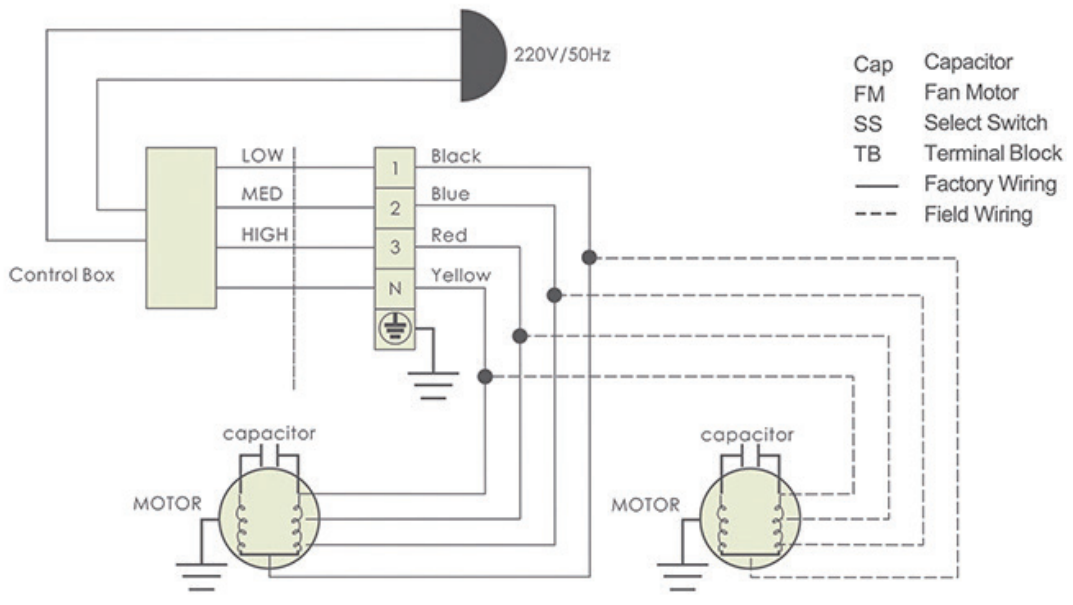 220V/50Hz
Cap Capacitor
FM Fan Motor
SS Select Switch
TB Terminal Block
Factory Wiring
Field Wiring
LOW 1 Black
MED 2 Blue
HIGH 3 Red
Control Box
N Yellow
capacitor
MOTOR
capacitor
MOTOR